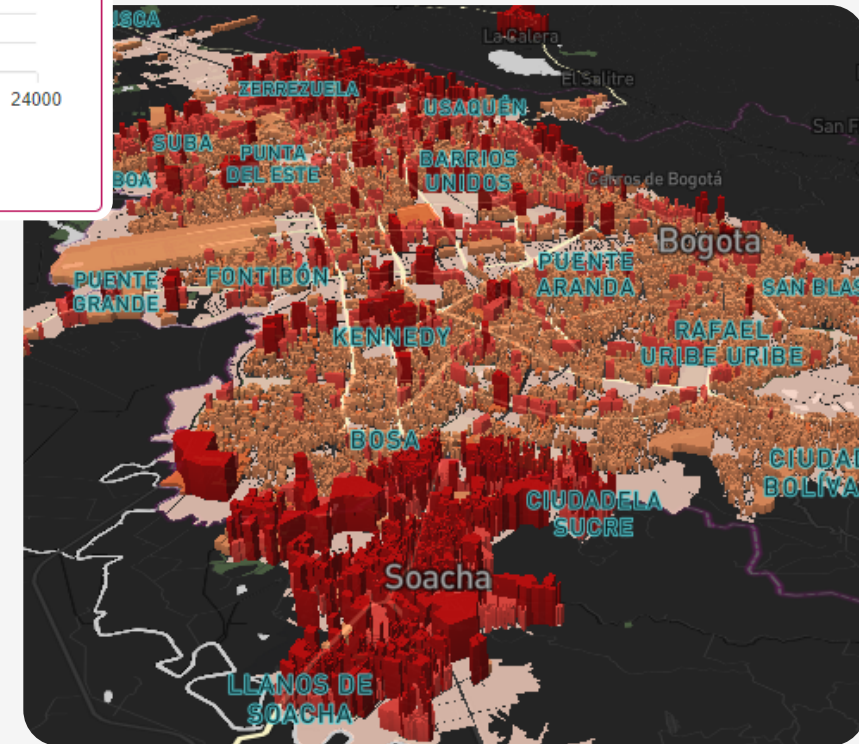 USCA
La Calera
24000
El Salitre
ZERREZUELA
USAQUÉN
San F
SUBA
PUNTA
DEL ESTE
BARRIOS
UNIDOS
BOA
Cerros de Bogotá
Bogota
PUENTE
GRANDE
FONTIBÓN
PUENTE
ARANDA
SAN BLAS
KENNEDY
RAFAEL
URIBE URIBE
BOSA
CIUDAD
BOLÍVA
CIUDADELA
SUCRE
Soacha
LLANOS DE
SOACHA